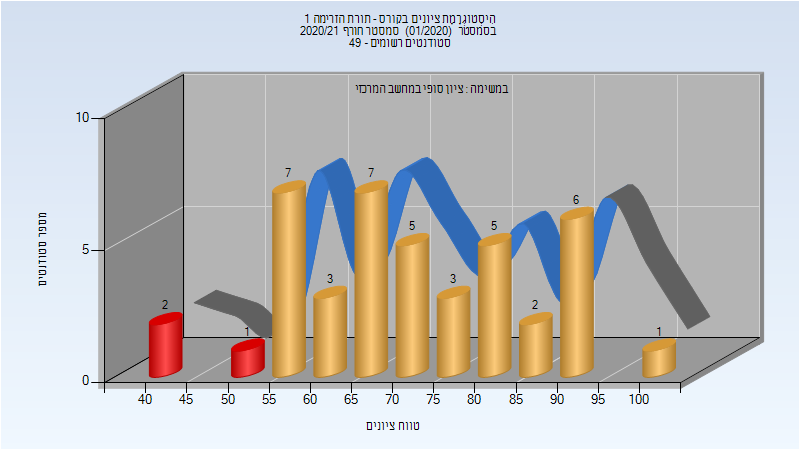 היסטוגרמת ציונים בקורס - תורת הזרימה 1
בסמסטר (01/2020) סמסטר חורף 2020/21
סטודנטים רשומים - 49
במשימה : ציון סופי במחשב המרכזי
מספר סטודנטים
10
5
0
2
1
7
3
7
5
3
5
2
6
1
40 45 50 55 60 65 70 75 80 85 90 95 100
טווח ציונים